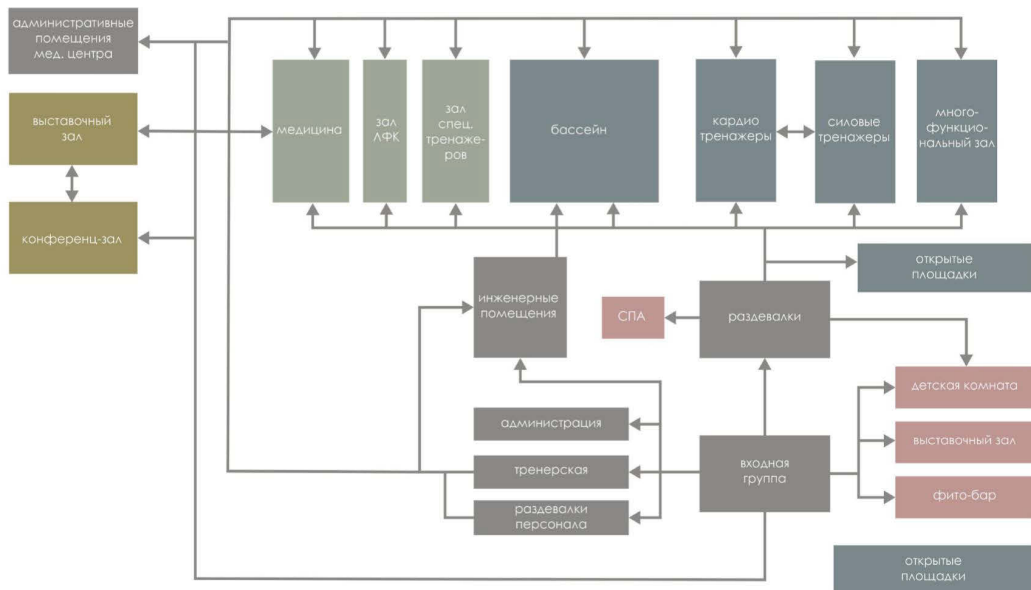 административные
помещения
мед. центра
выставочный
зал
конференц-зал
медицина
зал
ЛФК
зал
спец.
тренаже-
ров
бассейн
кардио
тренажеры
силовые
тренажеры
много-
функцио-
нальный зал
открытые
площадки
инженерные
помещения
СПА
раздевалки
детская комната
администрация
выставочный зал
тренерская
входная
группа
фито-бар
раздевалки
персонала
открытые
площадки